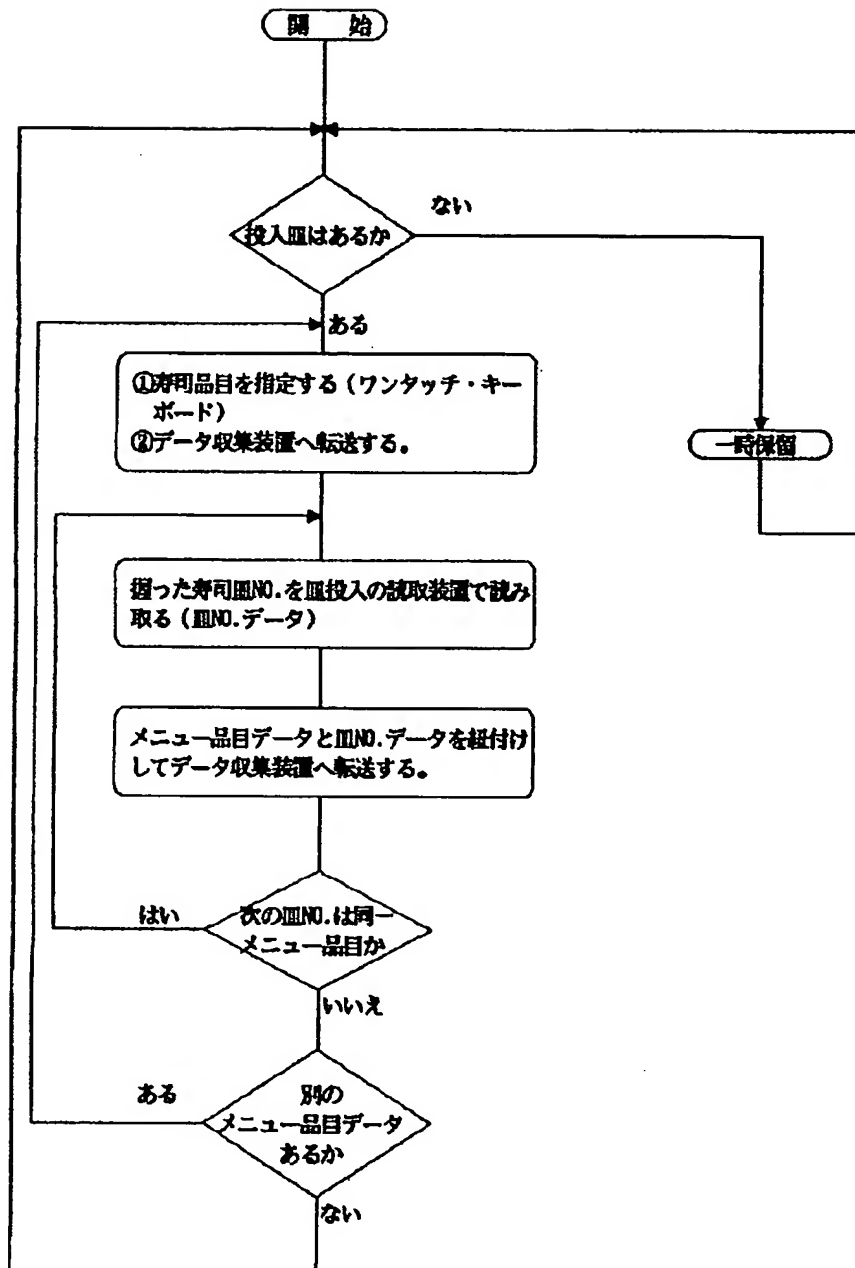 開　始
ない
投入皿はあるか
ある
①寿司品目を指定する（ワンタッチ・キー
ボード）
②データ収集装置へ転送する。
一時保留
握った寿司皿NO.を皿投入の読取装置で読み
取る（皿NO.データ）
メニュー品目データと皿NO.データを紐付け
してデータ収集装置へ転送する。
はい
次の皿NO.は同一
メニュー品目か
いいえ
ある
別の
メニュー品目データ
あるか
ない